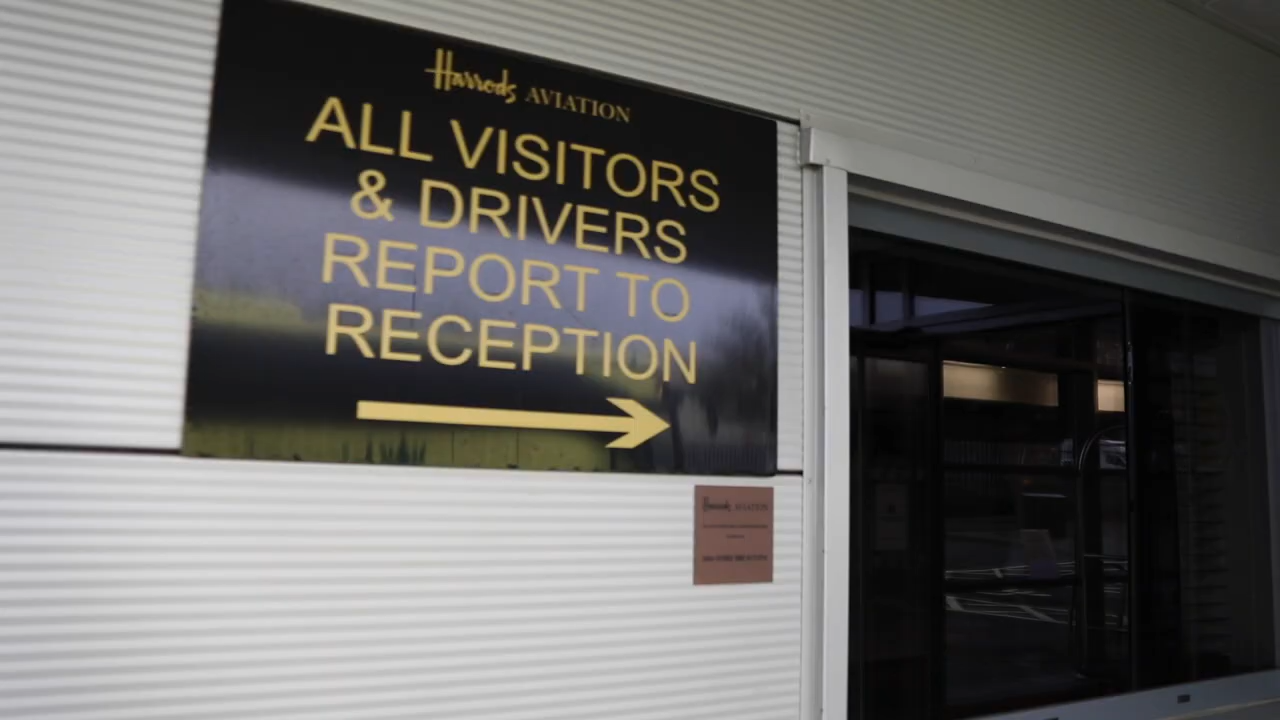 Harrods AVIATION
ALL VISITORS
& DRIVERS
REPORT TO
RECEPTION
Harrods AVIATION